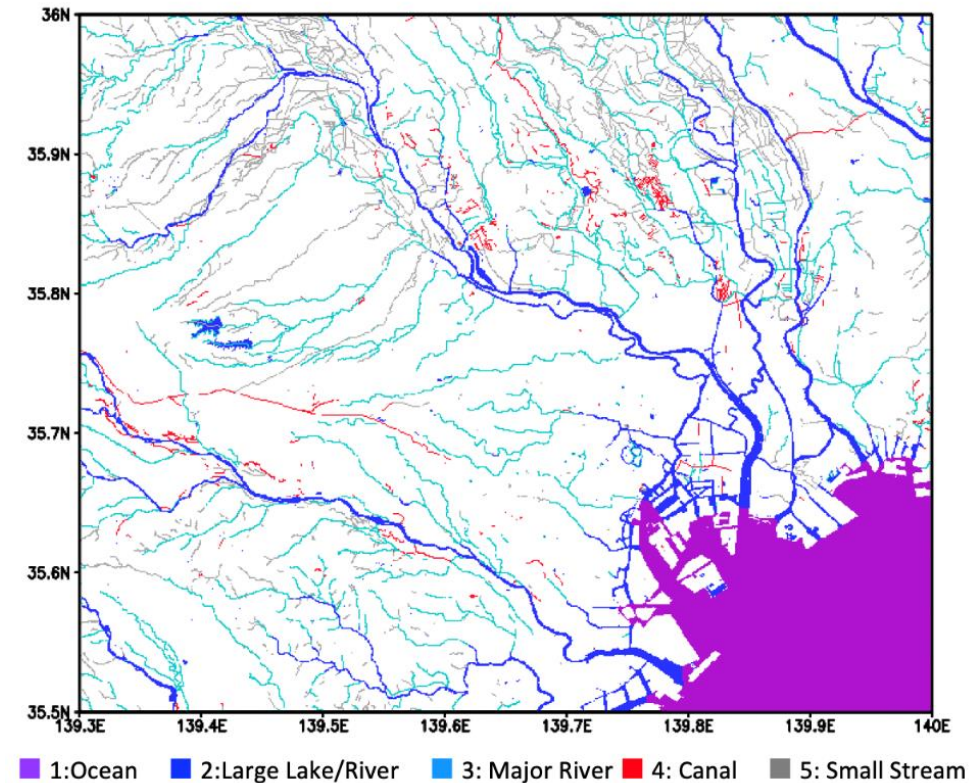 36N
35.9N
35.8N
35.7N
35.6N
35.5N
139.3E 139.4E 139.5E 139.6E 139.7E 139.8E 139.9E 140E
1:Ocean 2:Large Lake/River 3: Major River 4: Canal 5: Small Stream